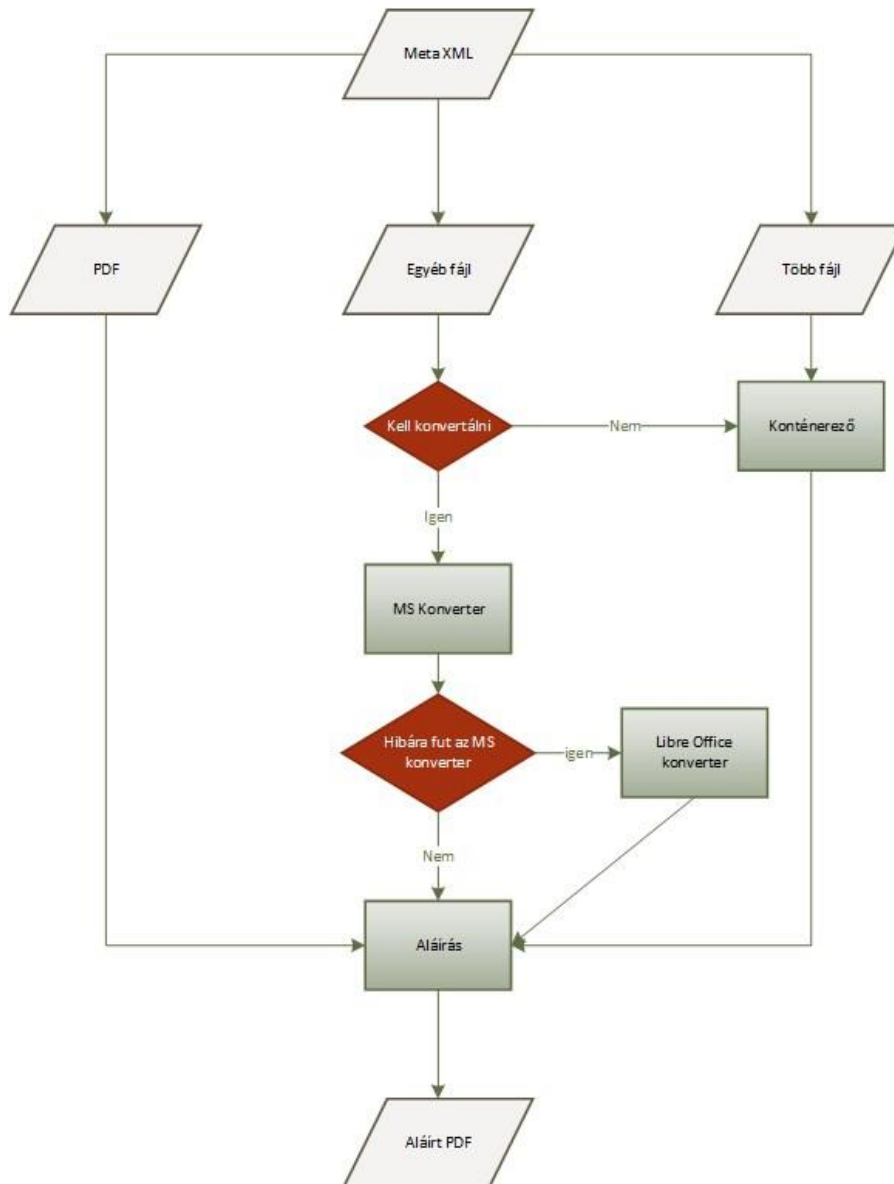 Meta XML
PDF
Egyéb fájl
Több fájl
Kell konvertálni
Nem
Konténerező
Igen
MS Konverter
Hibára fut az MS
konverter
igen
Libre Office
konverter
Nem
Aláírás
Aláírt PDF